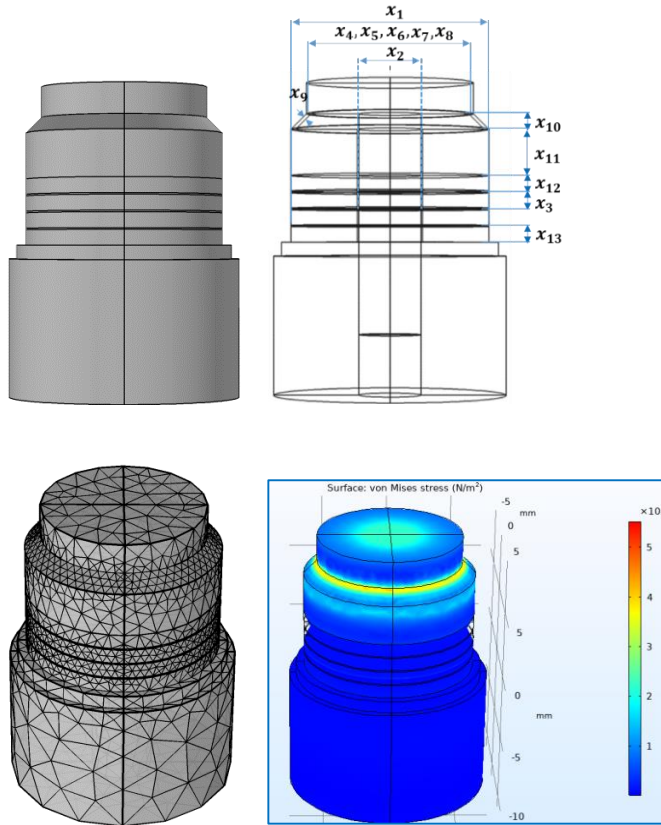 x₁
x₄, x₅, x₆, x₇, x₈
x₂
x₉
x₁₀
x₁₁
x₁₂
x₃
x₁₃
Surface: von Mises stress (N/m²)
-5
mm
0
5
5
0
mm
-5
-10
5
4
3
2
1